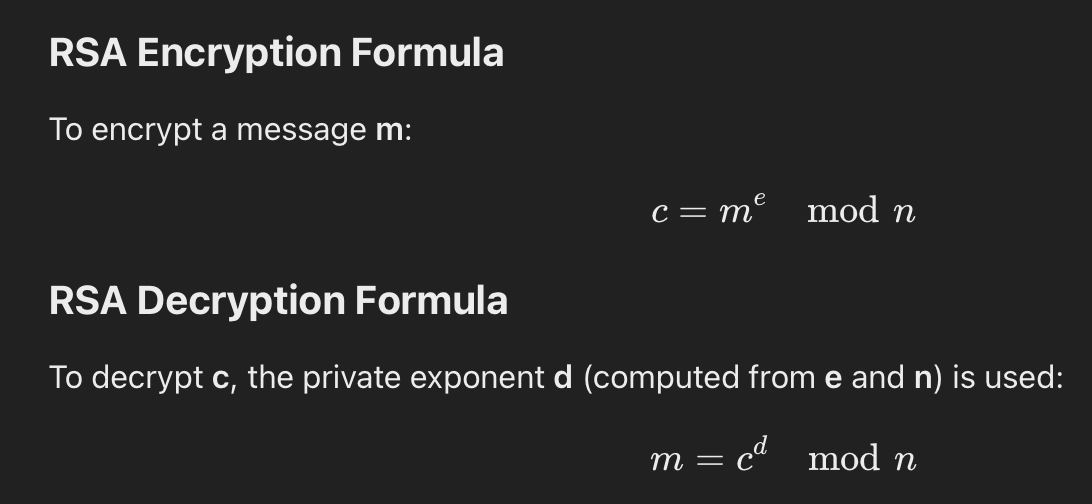 RSA Encryption Formula
To encrypt a message m:
c = m^e mod n
RSA Decryption Formula
To decrypt c, the private exponent d (computed from e and n) is used:
m = c^d mod n